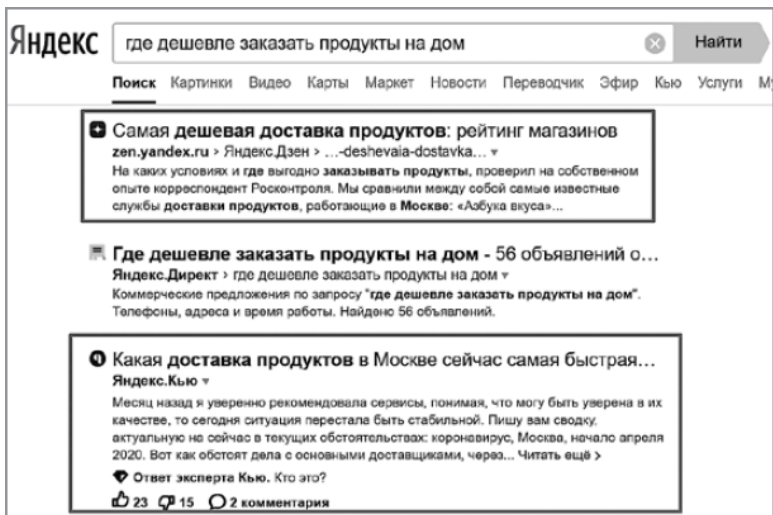 Яндекс
где дешевле заказать продукты на дом
Найти
Поиск Картинки Видео Карты Маркет Новости Переводчик Эфир Кью Услуги
Самая дешевая доставка продуктов: рейтинг магазинов
zen.yandex.ru > Яндекс.Дзен > ...-deshevaia-dostavka...
На каких условиях и где выгодно заказывать продукты, проверил на собственном
опыте корреспондент Росконтроля. Мы сравнили между собой самые известные
службы доставки продуктов, работающие в Москве: «Азбука вкуса»...
Где дешевле заказать продукты на дом - 56 объявлений о...
Яндекс.Директ > где дешевле заказать продукты на дом
Коммерческие предложения по запросу "где дешевле заказать продукты на дом".
Телефоны, адреса и время работы. Найдено 56 объявлений.
Какая доставка продуктов в Москве сейчас самая быстрая...
Яндекс.Кью
Месяц назад я уверенно рекомендовала сервисы, понимая, что могу быть уверена в их
качестве, то сегодня ситуация перестала быть стабильной. Пишу вам сводку,
актуальную на сейчас в текущих обстоятельствах: коронавирус, Москва, начало апреля
2020. Вот как обстоят дела с основными доставщиками, через... Читать ещё >
Ответ эксперта Кью. Кто это?
23 15 2 комментария